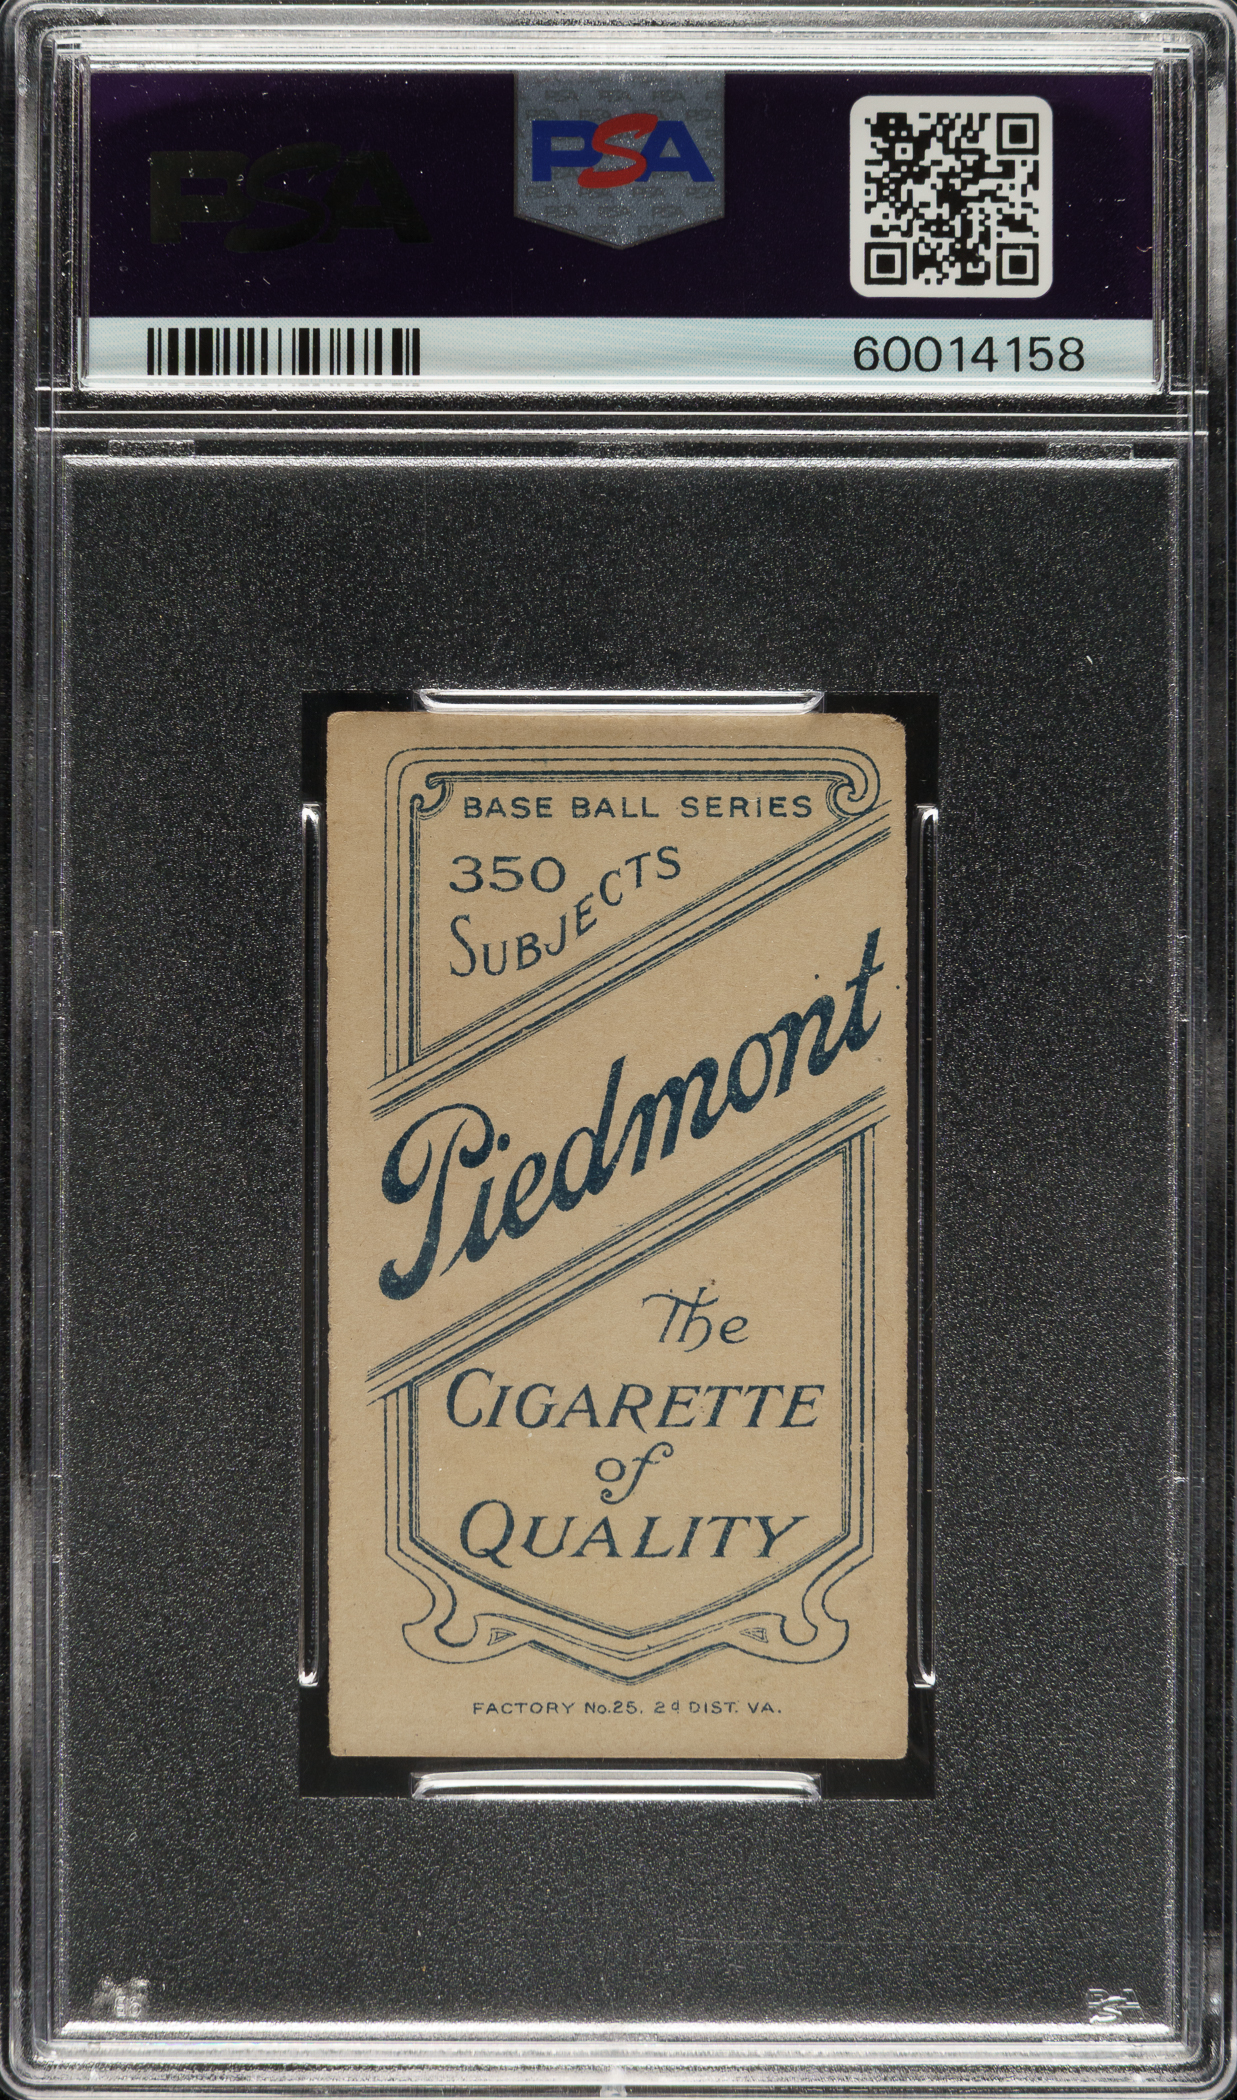 PSA
PSA
60014158
BASE BALL SERIES
350
SUBJECTS
Piedmont
The
CIGARETTE
of
QUALITY
FACTORY No.25, 2d DIST. VA.
PSA